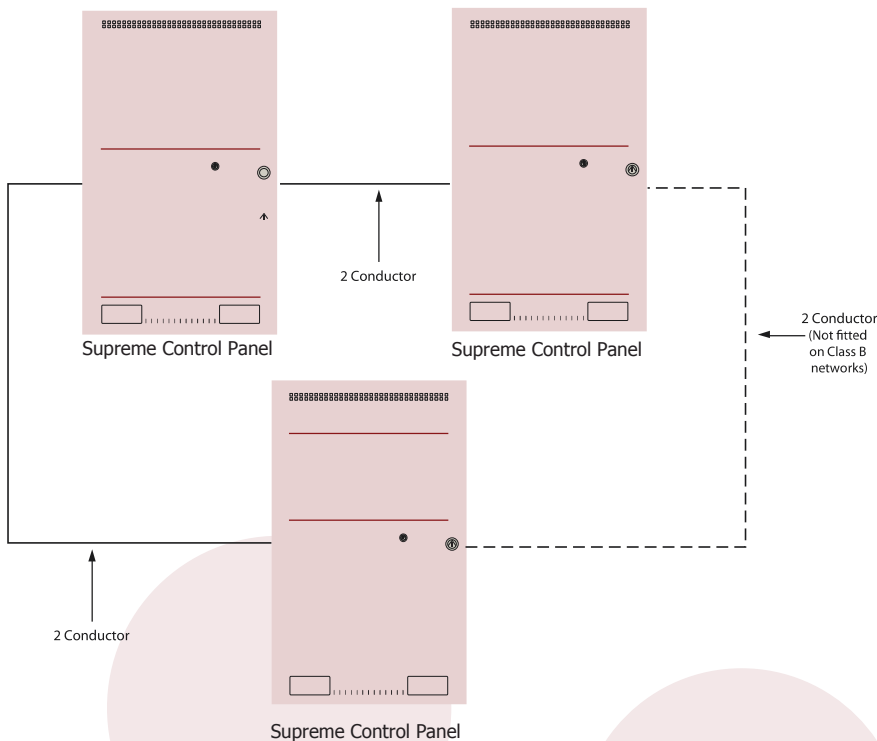 2 Conductor
Supreme Control Panel
Supreme Control Panel
2 Conductor
(Not fitted
on Class B
networks)
2 Conductor
Supreme Control Panel